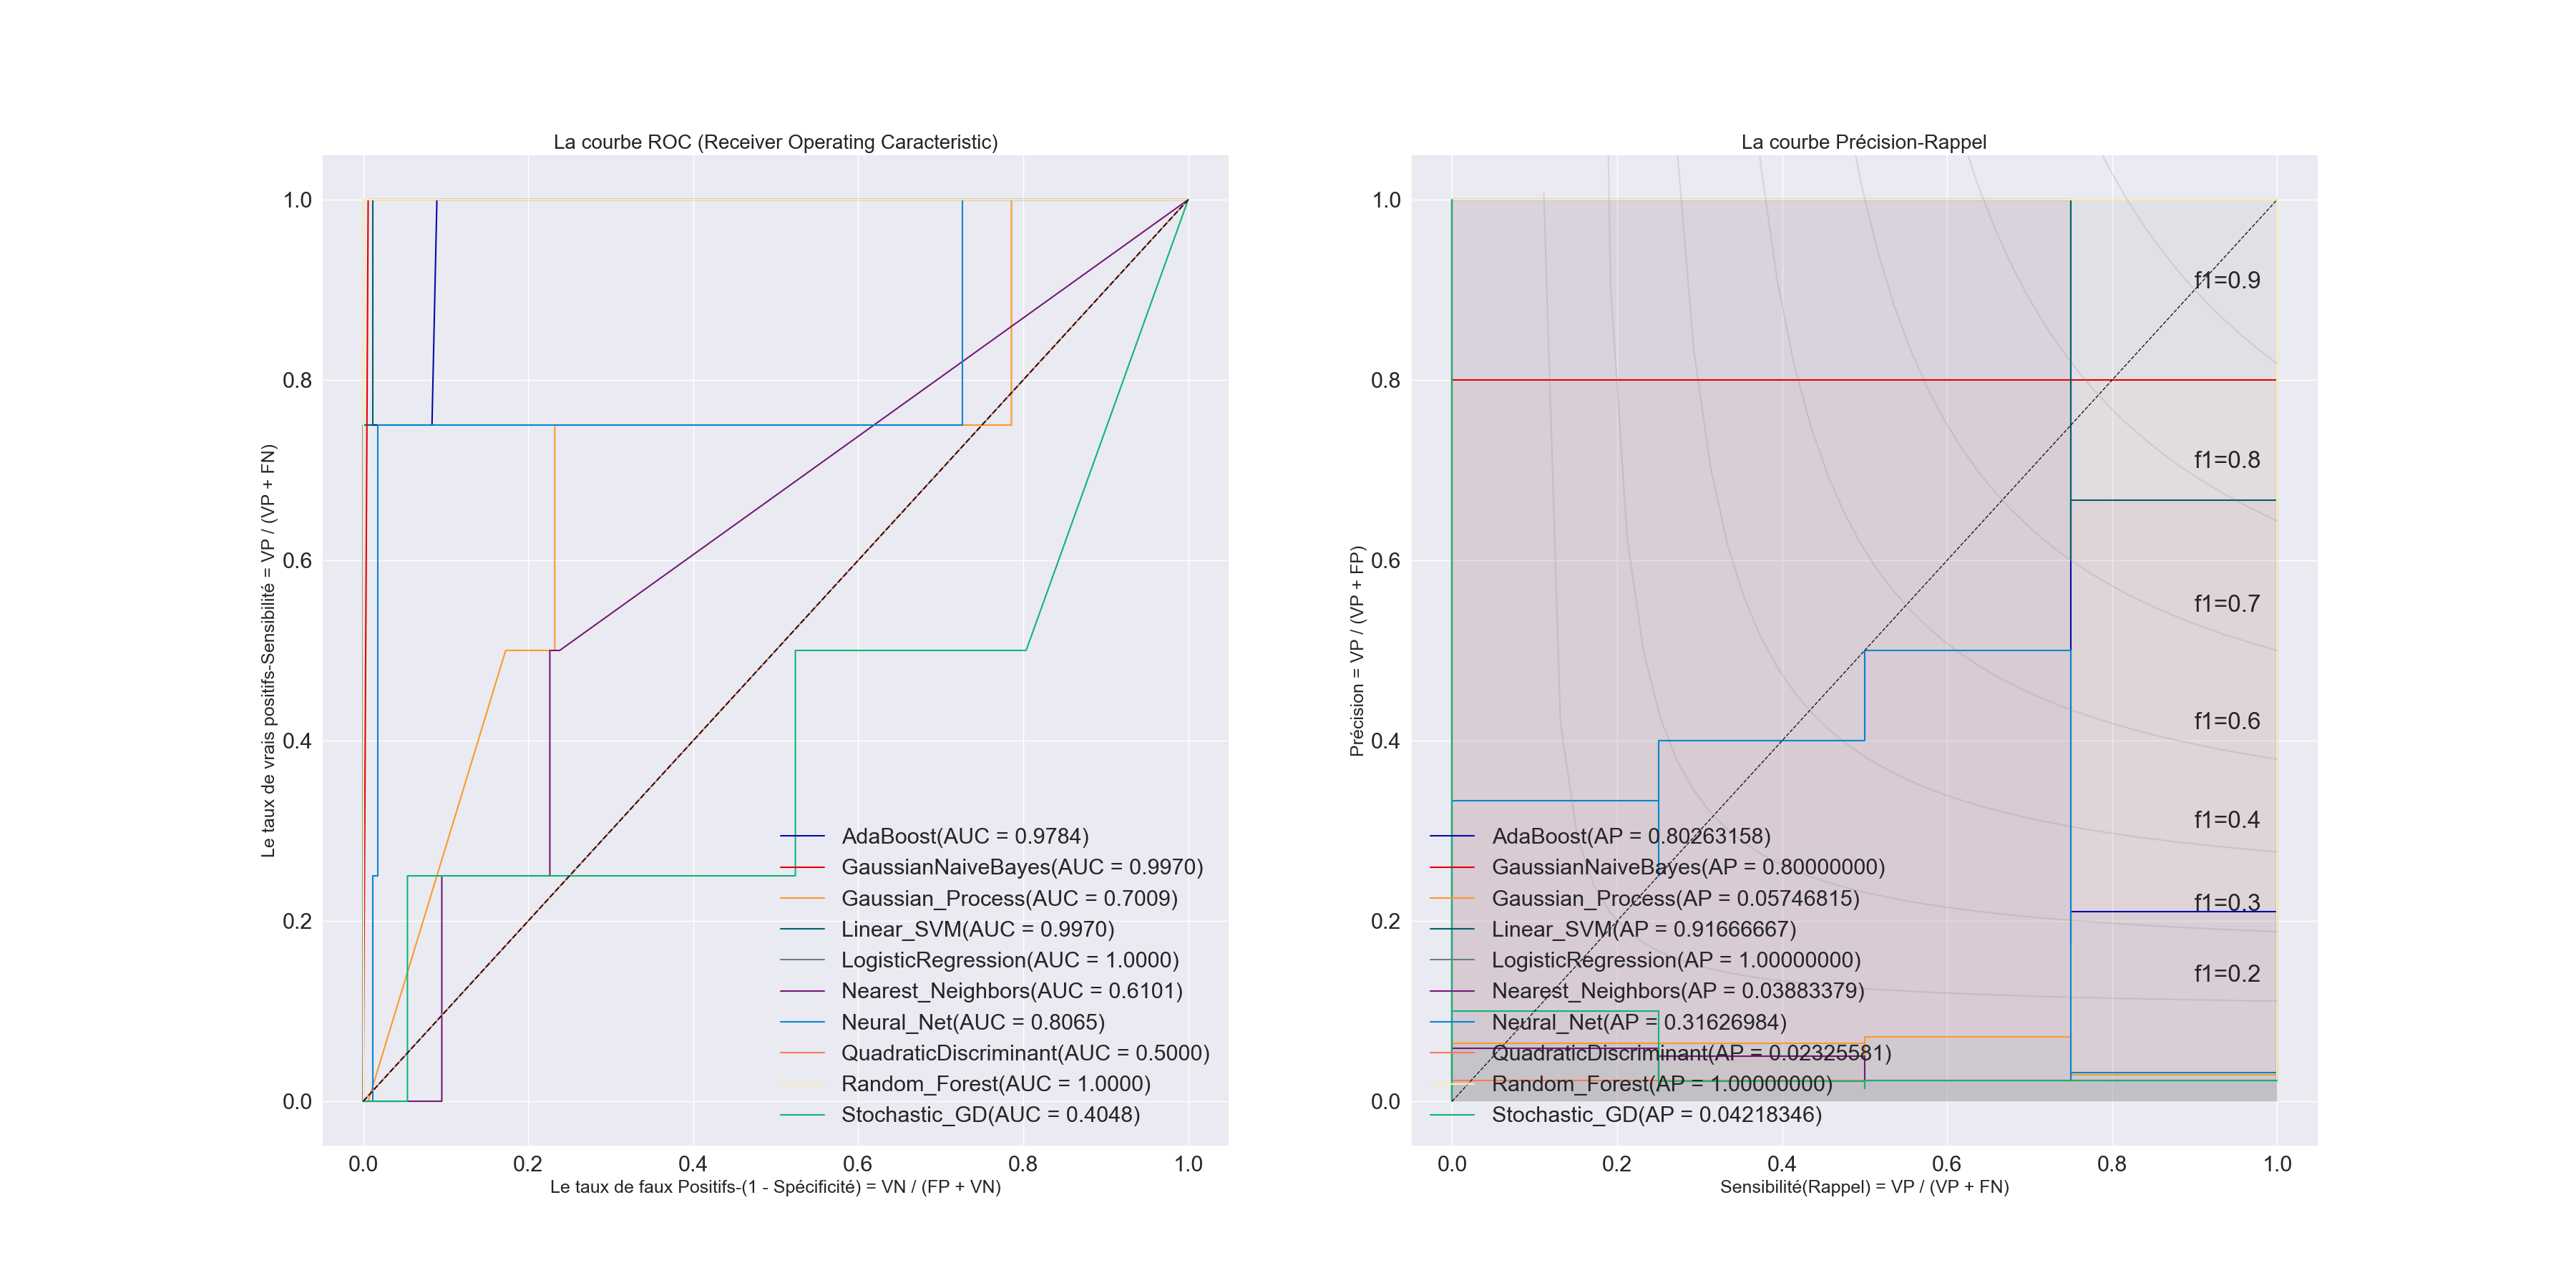 La courbe ROC (Receiver Operating Caracteristic)
1.0
0.8
0.6
0.4
0.2
0.0
Le taux de vrais positifs-Sensibilité = VP / (VP + FN)
AdaBoost(AUC = 0.9784)
GaussianNaiveBayes(AUC = 0.9970)
Gaussian_Process(AUC = 0.7009)
Linear_SVM(AUC = 0.9970)
LogisticRegression(AUC = 1.0000)
Nearest_Neighbors(AUC = 0.6101)
Neural_Net(AUC = 0.8065)
QuadraticDiscriminant(AUC = 0.5000)
Random_Forest(AUC = 1.0000)
Stochastic_GD(AUC = 0.4048)
0.0 0.2 0.4 0.6 0.8 1.0
Le taux de faux Positifs-(1 - Spécificité) = VN / (FP + VN)
La courbe Précision-Rappel
1.0
0.8
0.6
0.4
0.2
0.0
Précision = VP / (VP + FP)
f1=0.9
f1=0.8
f1=0.7
f1=0.6
f1=0.4
f1=0.3
f1=0.2
AdaBoost(AP = 0.80263158)
GaussianNaiveBayes(AP = 0.80000000)
Gaussian_Process(AP = 0.05746815)
Linear_SVM(AP = 0.91666667)
LogisticRegression(AP = 1.00000000)
Nearest_Neighbors(AP = 0.03883379)
Neural_Net(AP = 0.31626984)
QuadraticDiscriminant(AP = 0.02325581)
Random_Forest(AP = 1.00000000)
Stochastic_GD(AP = 0.04218346)
0.0 0.2 0.4 0.6 0.8 1.0
Sensibilité(Rappel) = VP / (VP + FN)